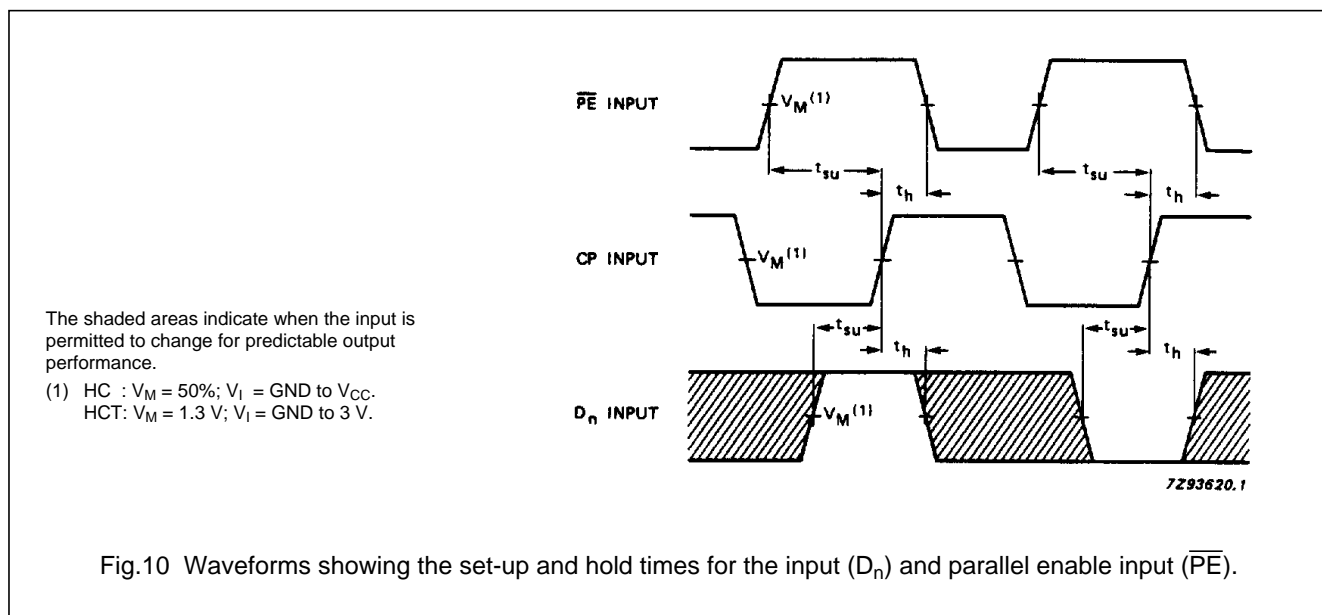 P̅E̅ INPUT
V_M(1)
t_su
t_su
t_h
t_h
CP INPUT
V_M(1)
The shaded areas indicate when the input is
permitted to change for predictable output
performance.
(1) HC : V_M = 50%; V_I = GND to V_CC.
HCT: V_M = 1.3 V; V_I = GND to 3 V.
t_su
t_su
t_h
t_h
D_n INPUT
V_M(1)
7Z93620.1
Fig.10 Waveforms showing the set-up and hold times for the input (D_n) and parallel enable input (P̅E̅).